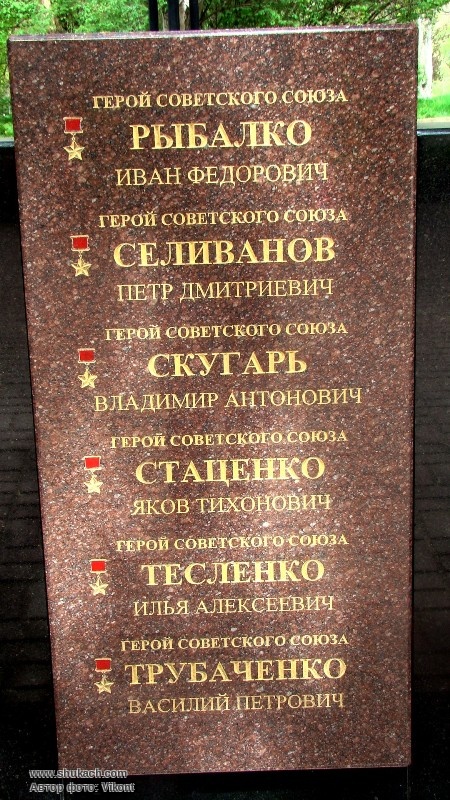 ГЕРОЙ СОВЕТСКОГО СОЮЗА
РЫБАЛКО
ИВАН ФЕДОРОВИЧ
ГЕРОЙ СОВЕТСКОГО СОЮЗА
СЕЛИВАНОВ
ПЕТР ДМИТРИЕВИЧ
ГЕРОЙ СОВЕТСКОГО СОЮЗА
СКУГАРЬ
ВЛАДИМИР АНТОНОВИЧ
ГЕРОЙ СОВЕТСКОГО СОЮЗА
СТАЦЕНКО
ЯКОВ ТИХОНОВИЧ
ГЕРОЙ СОВЕТСКОГО СОЮЗА
ТЕСЛЕНКО
ИЛЬЯ АЛЕКСЕЕВИЧ
ГЕРОЙ СОВЕТСКОГО СОЮЗА
ТРУБАЧЕНКО
ВАСИЛИЙ ПЕТРОВИЧ
www.shukach.com
Автор фото: Vikont